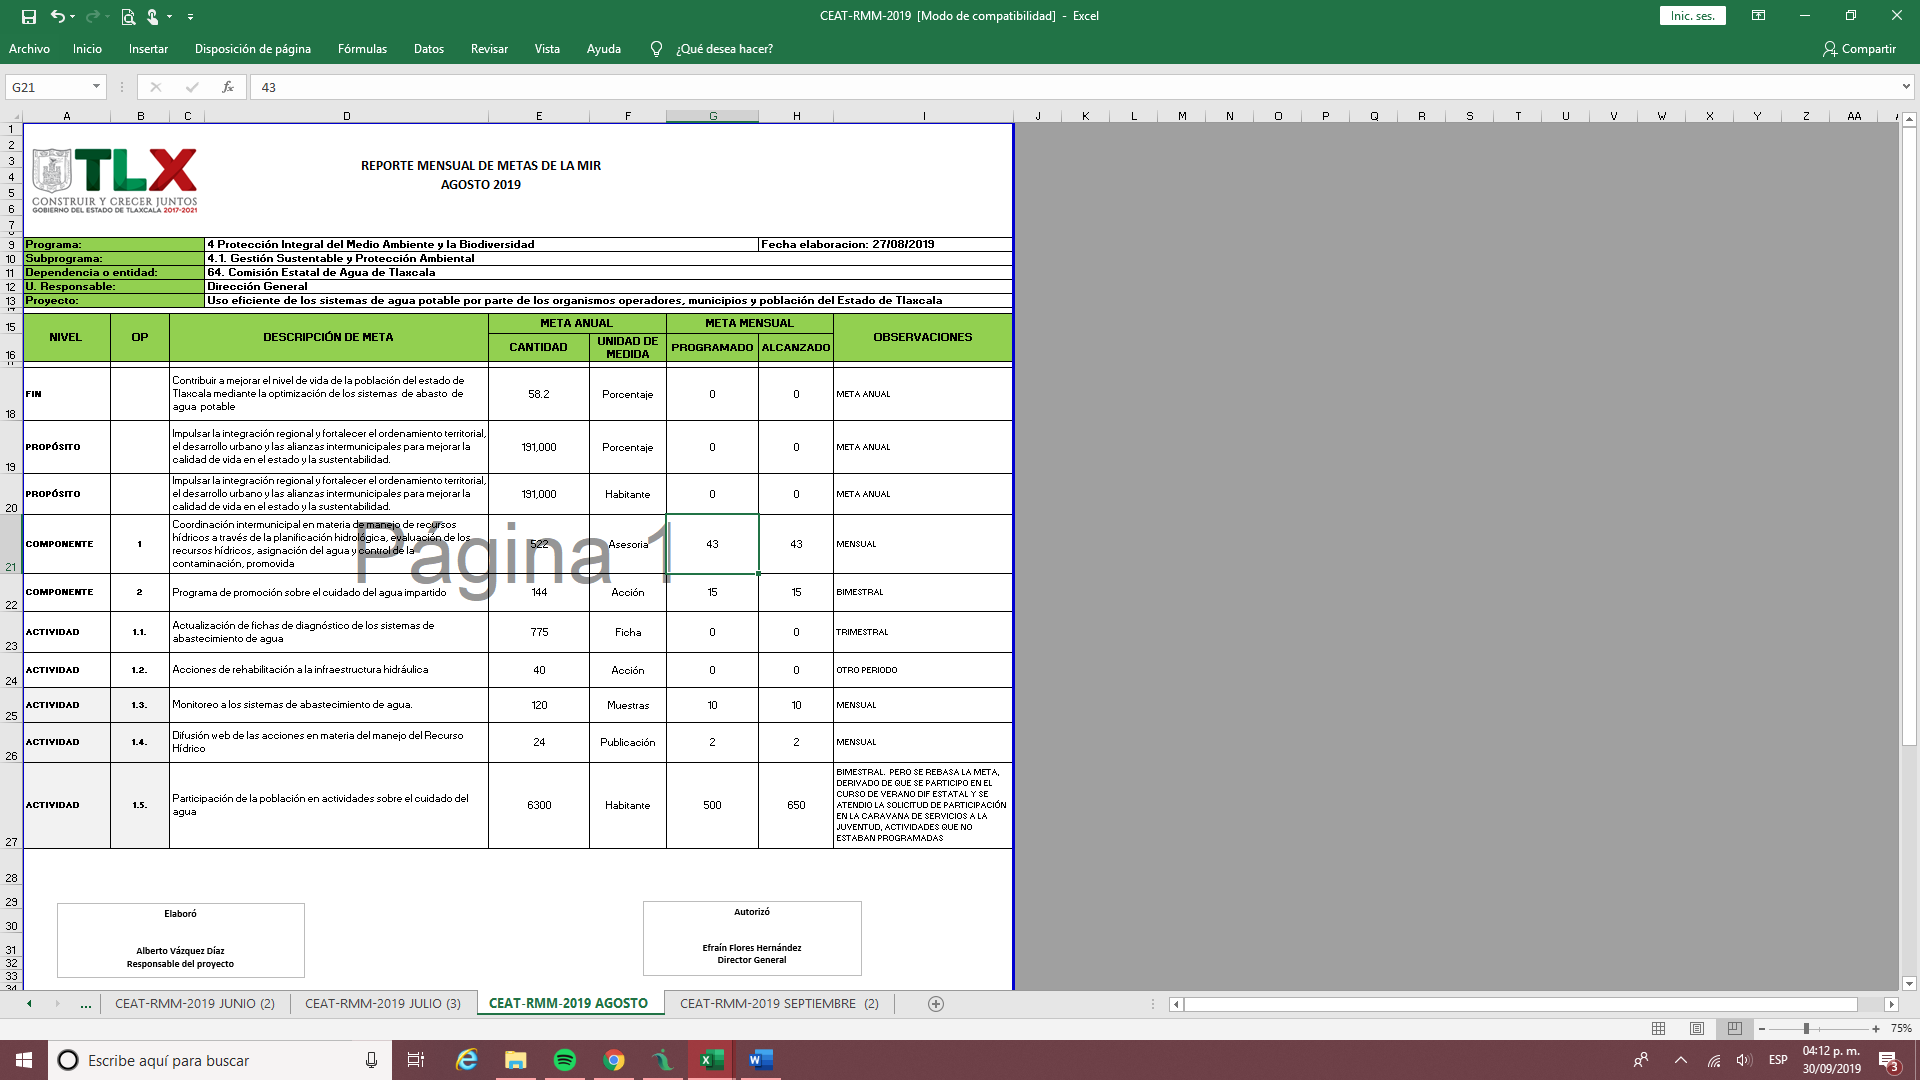 CEAT-RMM-2019 [Modo de compatibilidad] - Excel
Inic. ses.
Archivo Inicio Insertar Disposición de página Fórmulas Datos Revisar Vista Ayuda ¿Qué desea hacer? Compartir
G21 fx 43
A B C D E F G H I J K L M N O P Q R S T U V W X Y Z AA
TLX
CONSTRUIR Y CRECER JUNTOS
GOBIERNO DEL ESTADO DE TLAXCALA 2017-2021
REPORTE MENSUAL DE METAS DE LA MIR
AGOSTO 2019
Programa: 4 Protección Integral del Medio Ambiente y la Biodiversidad Fecha elaboracion: 27/08/2019
Subprograma: 4.1. Gestión Sustentable y Protección Ambiental
Dependencia o entidad: 64. Comisión Estatal de Agua de Tlaxcala
U. Responsable: Dirección General
Proyecto: Uso eficiente de los sistemas de agua potable por parte de los organismos operadores, municipios y población del Estado de Tlaxcala
NIVEL OP DESCRIPCIÓN DE META META ANUAL META MENSUAL OBSERVACIONES
CANTIDAD UNIDAD DE MEDIDA PROGRAMADO ALCANZADO
FIN
Contribuir a mejorar el nivel de vida de la población del estado de
Tlaxcala mediante la optimización de los sistemas de abasto de
agua potable
58.2 Porcentaje 0 0 META ANUAL
PROPÓSITO
Impulsar la integración regional y fortalecer el ordenamiento territorial,
el desarrollo urbano y las alianzas intermunicipales para mejorar la
calidad de vida en el estado y la sustentabilidad.
191,000 Porcentaje 0 0 META ANUAL
PROPÓSITO
Impulsar la integración regional y fortalecer el ordenamiento territorial,
el desarrollo urbano y las alianzas intermunicipales para mejorar la
calidad de vida en el estado y la sustentabilidad.
191,000 Habitante 0 0 META ANUAL
COMPONENTE 1
Coordinación intermunicipal en materia de manejo de recursos
hídricos a través de la planificación hidrológica, evaluación de los
recursos hídricos, asignación del agua y control de la
contaminación, promovida
522 Asesoria 43 43 MENSUAL
Página 1
COMPONENTE 2 Programa de promoción sobre el cuidado del agua impartido 144 Acción 15 15 BIMESTRAL
ACTIVIDAD 1.1.
Actualización de fichas de diagnóstico de los sistemas de
abastecimiento de agua
775 Ficha 0 0 TRIMESTRAL
ACTIVIDAD 1.2. Acciones de rehabilitación a la infraestructura hidráulica 40 Acción 0 0 OTRO PERIODO
ACTIVIDAD 1.3. Monitoreo a los sistemas de abastecimiento de agua. 120 Muestras 10 10 MENSUAL
ACTIVIDAD 1.4.
Difusión web de las acciones en materia del manejo del Recurso
Hídrico
24 Publicación 2 2 MENSUAL
ACTIVIDAD 1.5.
Participación de la población en actividades sobre el cuidado del
agua
6300 Habitante 500 650
BIMESTRAL. PERO SE REBASA LA META,
DERIVADO DE QUE SE PARTICIPO EN EL
CURSO DE VERANO DIF ESTATAL Y SE
ATENDIO LA SOLICITUD DE PARTICIPACIÓN
EN LA CARAVANA DE SERVICIOS A LA
JUVENTUD, ACTIVIDADES QUE NO
ESTABAN PROGRAMADAS
Elaboró
Alberto Vázquez Díaz
Responsable del proyecto
Autorizó
Efraín Flores Hernández
Director General
... CEAT-RMM-2019 JUNIO (2) CEAT-RMM-2019 JULIO (3) CEAT-RMM-2019 AGOSTO CEAT-RMM-2019 SEPTIEMBRE (2)
75%
Escribe aquí para buscar
ESP
04:12 p. m.
30/09/2019
3